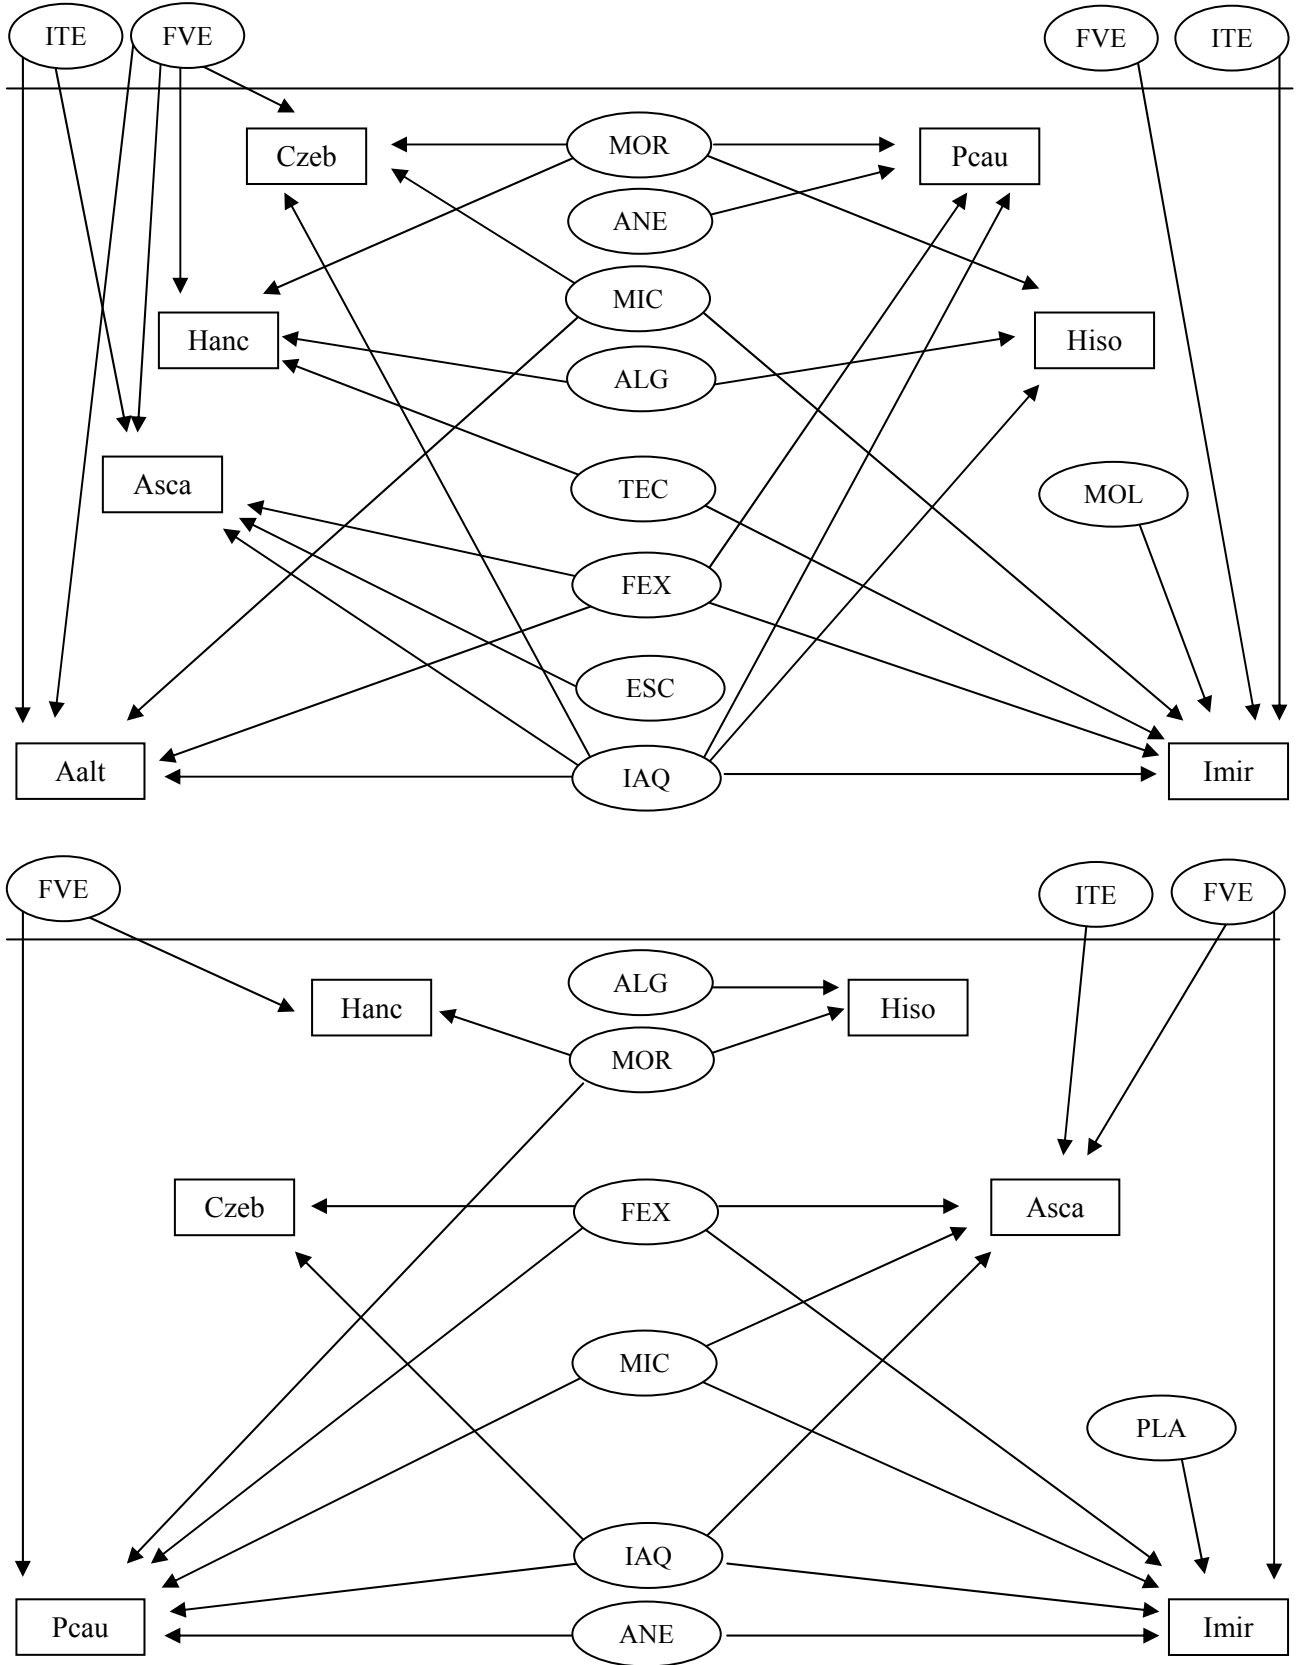 ITE FVE FVE ITE
Czeb MOR Pcau
ANE
MIC
Hanc ALG Hiso
Asca TEC MOL
FEX
ESC
Aalt IAQ Imir
FVE ITE FVE
Hanc ALG Hiso
MOR
Czeb FEX Asca
MIC
PLA
IAQ
Pcau ANE Imir